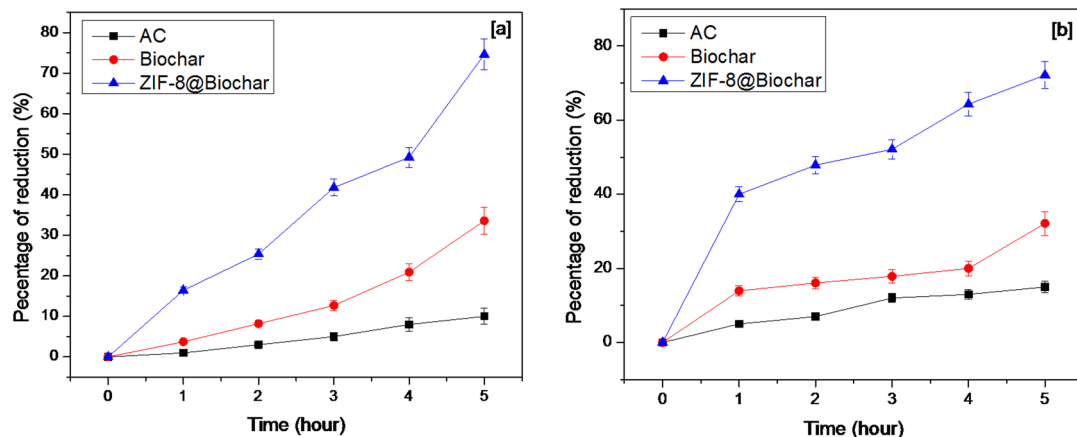 [a]
AC
Biochar
ZIF-8@Biochar
Pecentage of reduction (%)
80
70
60
50
40
30
20
10
0
0 1 2 3 4 5
Time (hour)
[b]
AC
Biochar
ZIF-8@Biochar
Pecentage of reduction (%)
80
60
40
20
0
0 1 2 3 4 5
Time (hour)